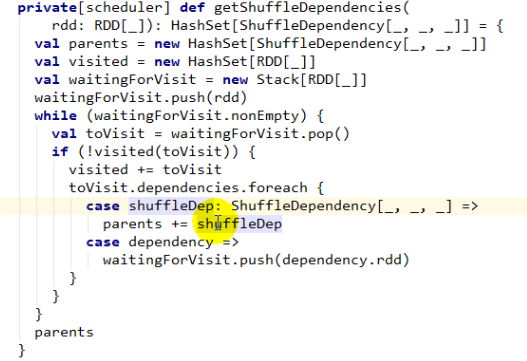 private[scheduler] def getShuffleDependencies(
rdd: RDD[_]): HashSet[ShuffleDependency[_, _, _]] = {
val parents = new HashSet[ShuffleDependency[_, _, _]]
val visited = new HashSet[RDD[_]]
val waitingForVisit = new Stack[RDD[_]]
waitingForVisit.push(rdd)
while (waitingForVisit.nonEmpty) {
val toVisit = waitingForVisit.pop()
if (!visited(toVisit)) {
visited += toVisit
toVisit.dependencies.foreach {
case shuffleDep: ShuffleDependency[_, _, _] =>
parents += shuffleDep
case dependency =>
waitingForVisit.push(dependency.rdd)
}
}
}
parents
}